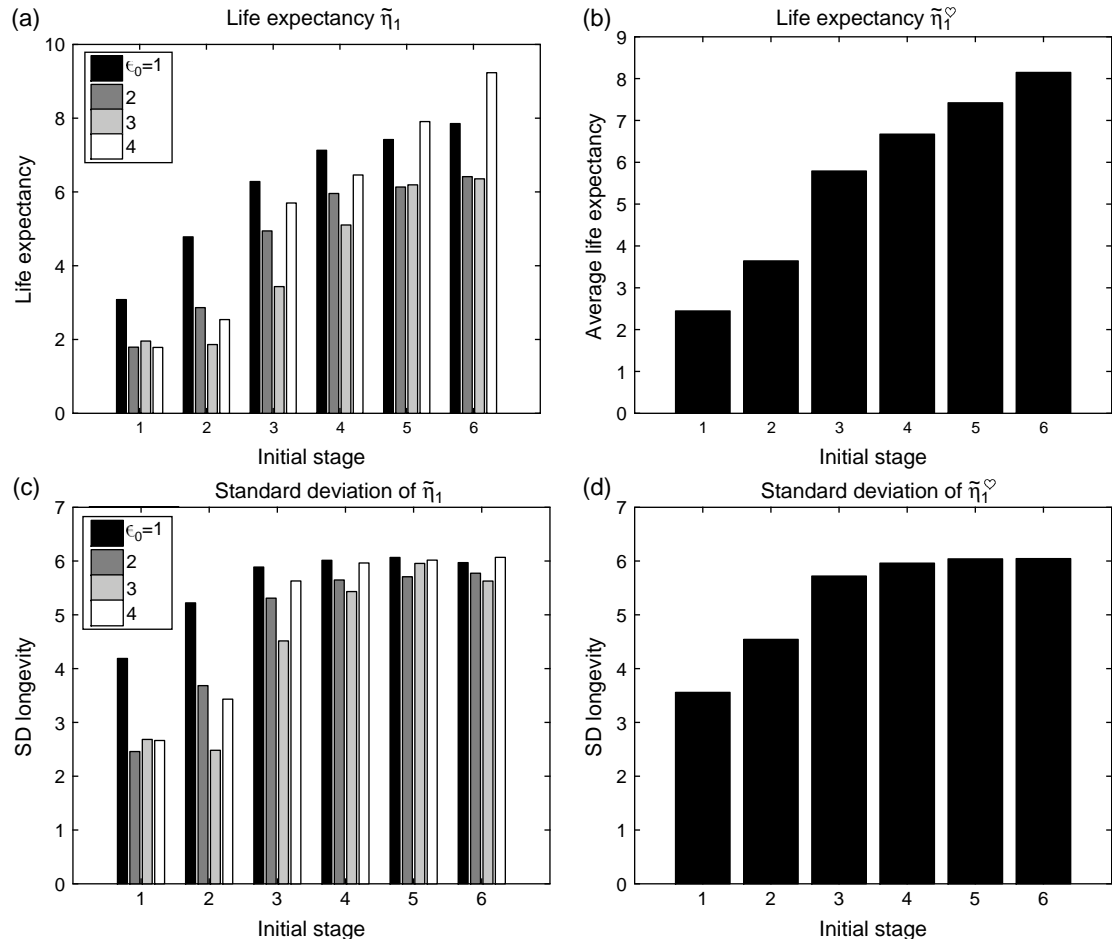 (a)
Life expectancy η̃₁
Life expectancy
10
8
6
4
2
0
ϵ₀=1
2
3
4
1 2 3 4 5 6
Initial stage
(b)
Life expectancy η̃₁♡
Average life expectancy
9
8
7
6
5
4
3
2
1
0
1 2 3 4 5 6
Initial stage
(c)
Standard deviation of η̃₁
SD longevity
7
6
5
4
3
2
1
0
ϵ₀=1
2
3
4
1 2 3 4 5 6
Initial stage
(d)
Standard deviation of η̃₁♡
SD longevity
7
6
5
4
3
2
1
0
1 2 3 4 5 6
Initial stage